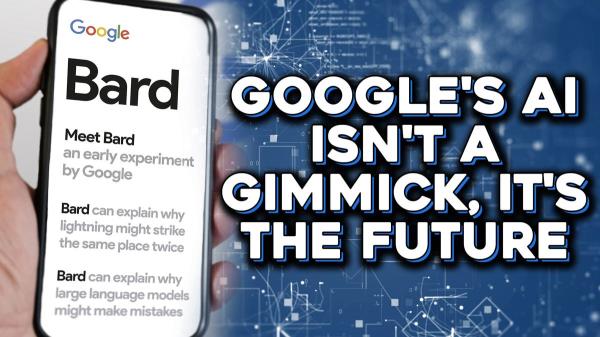 Google
Bard
Meet Bard
an early experiment
by Google
Bard can explain why
lightning might strike
the same place twice
Bard can explain why
large language models
might make mistakes
GOOGLE'S AI
ISN'T A
GIMMICK, IT'S
THE FUTURE